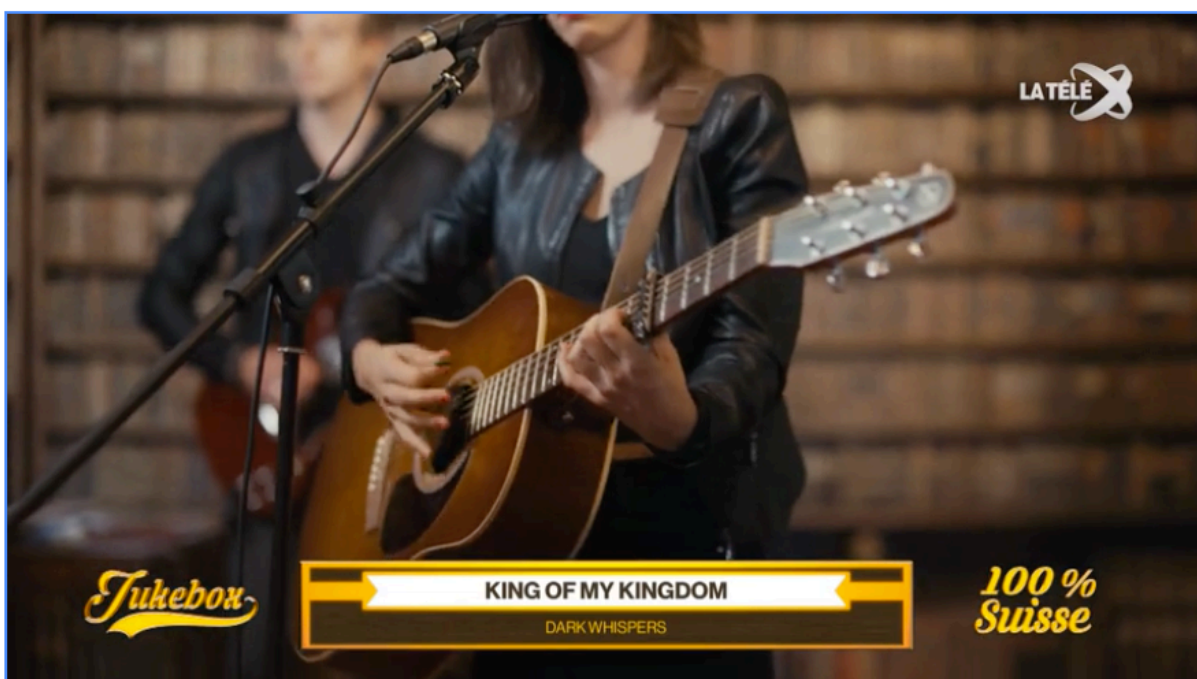 LA TÉLÉ
KING OF MY KINGDOM
DARK WHISPERS
Jukebox
100 %
Suisse